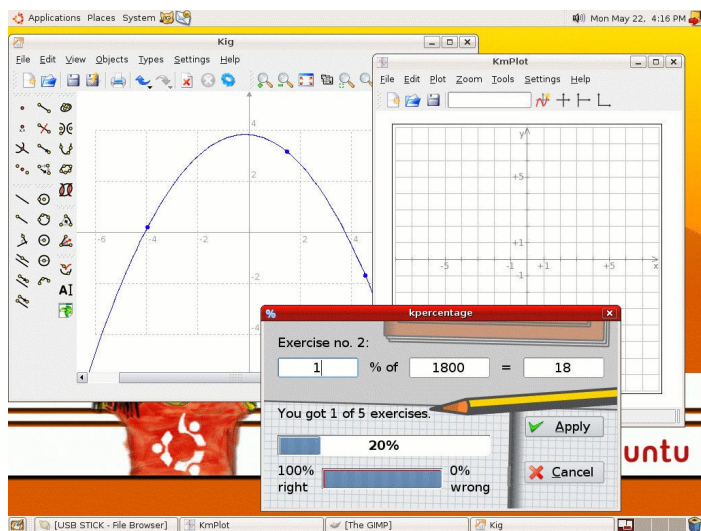 Applications Places System
Mon May 22, 4:16 PM
Kig
File Edit View Objects Types Settings Help
4
2
-6 -4 -2 2 4
-2
-4
AI
KmPlot
File Edit Plot Zoom Tools Settings Help
y
+5
+1
-5 -1 +1 +5 x
-1
kpercentage
Exercise no. 2:
1 % of 1800 = 18
You got 1 of 5 exercises.
20%
100% right 0% wrong
Apply
Cancel
untu
[USB STICK - File Browser] KmPlot [The GIMP] Kig